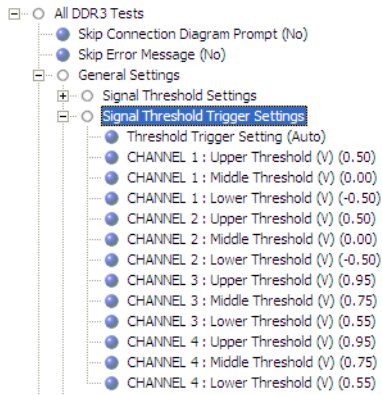 All DDR3 Tests
Skip Connection Diagram Prompt (No)
Skip Error Message (No)
General Settings
Signal Threshold Settings
Signal Threshold Trigger Settings
Threshold Trigger Setting (Auto)
CHANNEL 1 : Upper Threshold (V) (0.50)
CHANNEL 1 : Middle Threshold (V) (0.00)
CHANNEL 1 : Lower Threshold (V) (-0.50)
CHANNEL 2 : Upper Threshold (V) (0.50)
CHANNEL 2 : Middle Threshold (V) (0.00)
CHANNEL 2 : Lower Threshold (V) (-0.50)
CHANNEL 3 : Upper Threshold (V) (0.95)
CHANNEL 3 : Middle Threshold (V) (0.75)
CHANNEL 3 : Lower Threshold (V) (0.55)
CHANNEL 4 : Upper Threshold (V) (0.95)
CHANNEL 4 : Middle Threshold (V) (0.75)
CHANNEL 4 : Lower Threshold (V) (0.55)